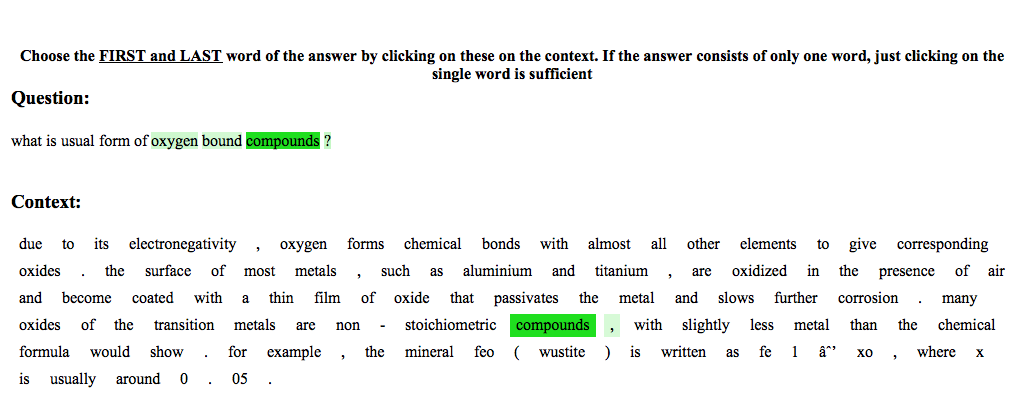 Choose the FIRST and LAST word of the answer by clicking on these on the context. If the answer consists of only one word, just clicking on the
single word is sufficient
Question:
what is usual form of oxygen bound compounds ?
Context:
due to its electronegativity , oxygen forms chemical bonds with almost all other elements to give corresponding
oxides . the surface of most metals , such as aluminium and titanium , are oxidized in the presence of air
and become coated with a thin film of oxide that passivates the metal and slows further corrosion . many
oxides of the transition metals are non - stoichiometric compounds , with slightly less metal than the chemical
formula would show . for example , the mineral feo ( wustite ) is written as fe 1 âˆ’ xo , where x
is usually around 0 . 05 .